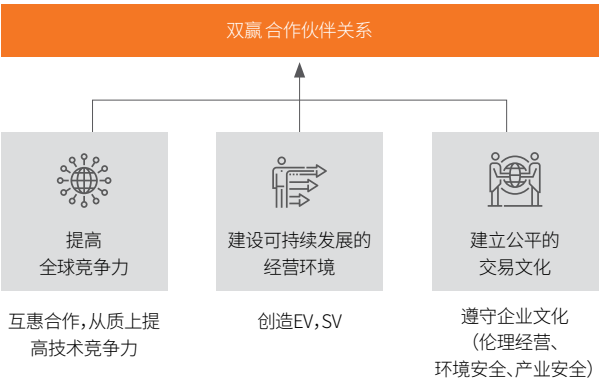 双赢 合作伙伴关系
提高
全球竞争力
建设可持续发展的
经营环境
建立公平的
交易文化
互惠合作,从质上提
高技术竞争力
创造EV,SV
遵守企业文化
(伦理经营、
环境安全、产业安全)